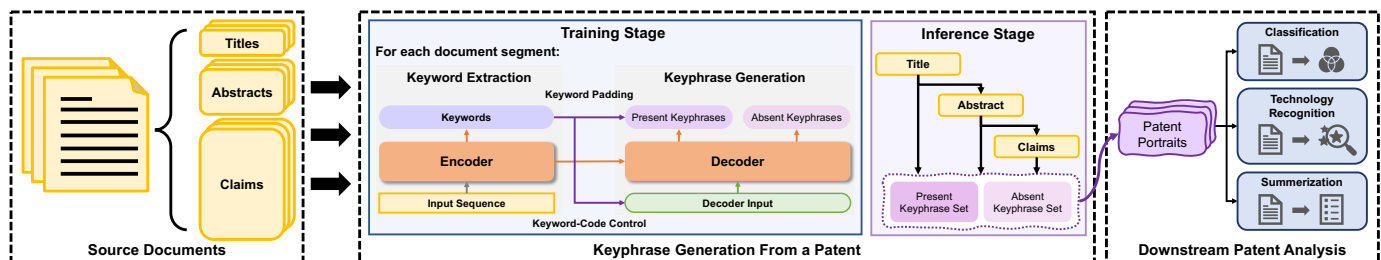 Titles
Abstracts
Claims
Source Documents
Training Stage
For each document segment:
Keyword Extraction
Keyphrase Generation
Keyword Padding
Keywords
Present Keyphrases
Absent Keyphrases
Encoder
Decoder
Input Sequence
Decoder Input
Keyword-Code Control
Inference Stage
Title
Abstract
Claims
Present
Keyphrase Set
Absent
Keyphrase Set
Keyphrase Generation From a Patent
Patent
Portraits
Classification
Technology
Recognition
Summerization
Downstream Patent Analysis